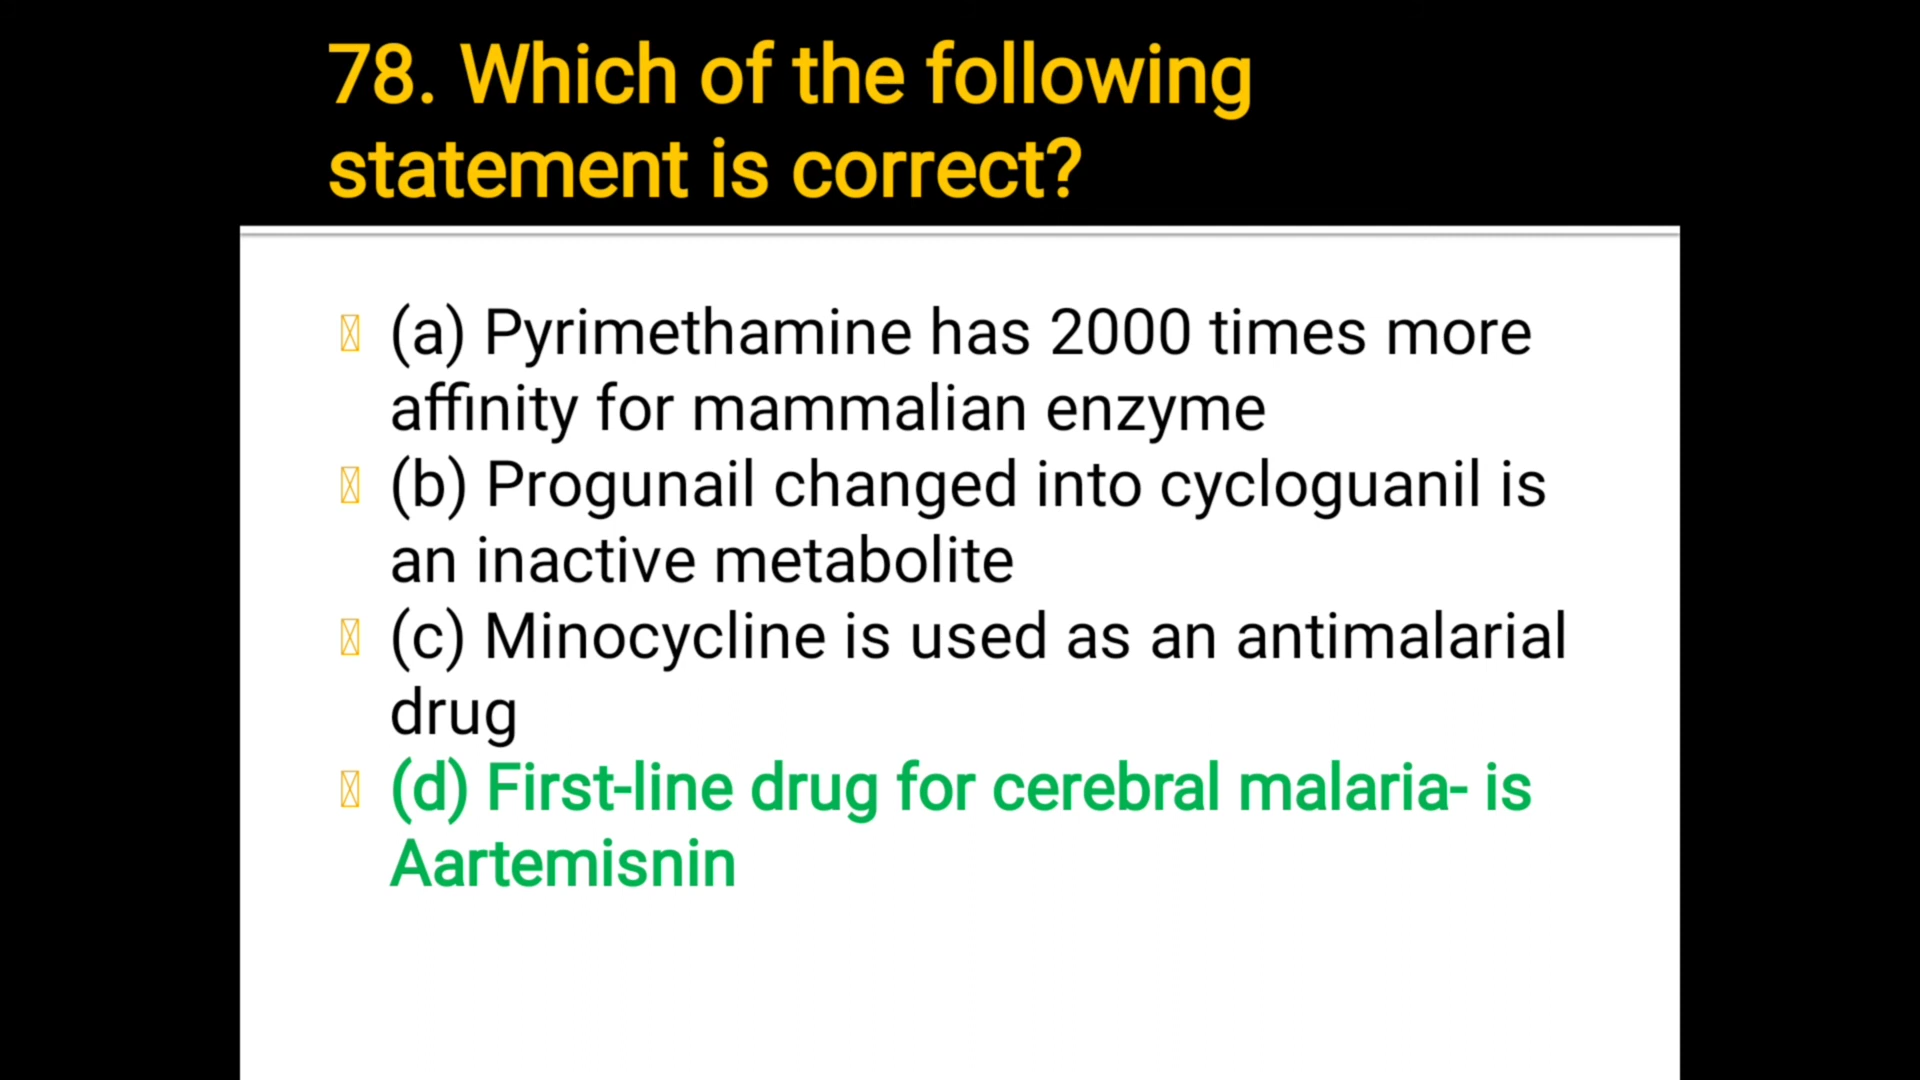 78. Which of the following
statement is correct?
(a) Pyrimethamine has 2000 times more
affinity for mammalian enzyme
(b) Progunail changed into cycloguanil is
an inactive metabolite
(c) Minocycline is used as an antimalarial
drug
(d) First-line drug for cerebral malaria- is
Aartemisnin